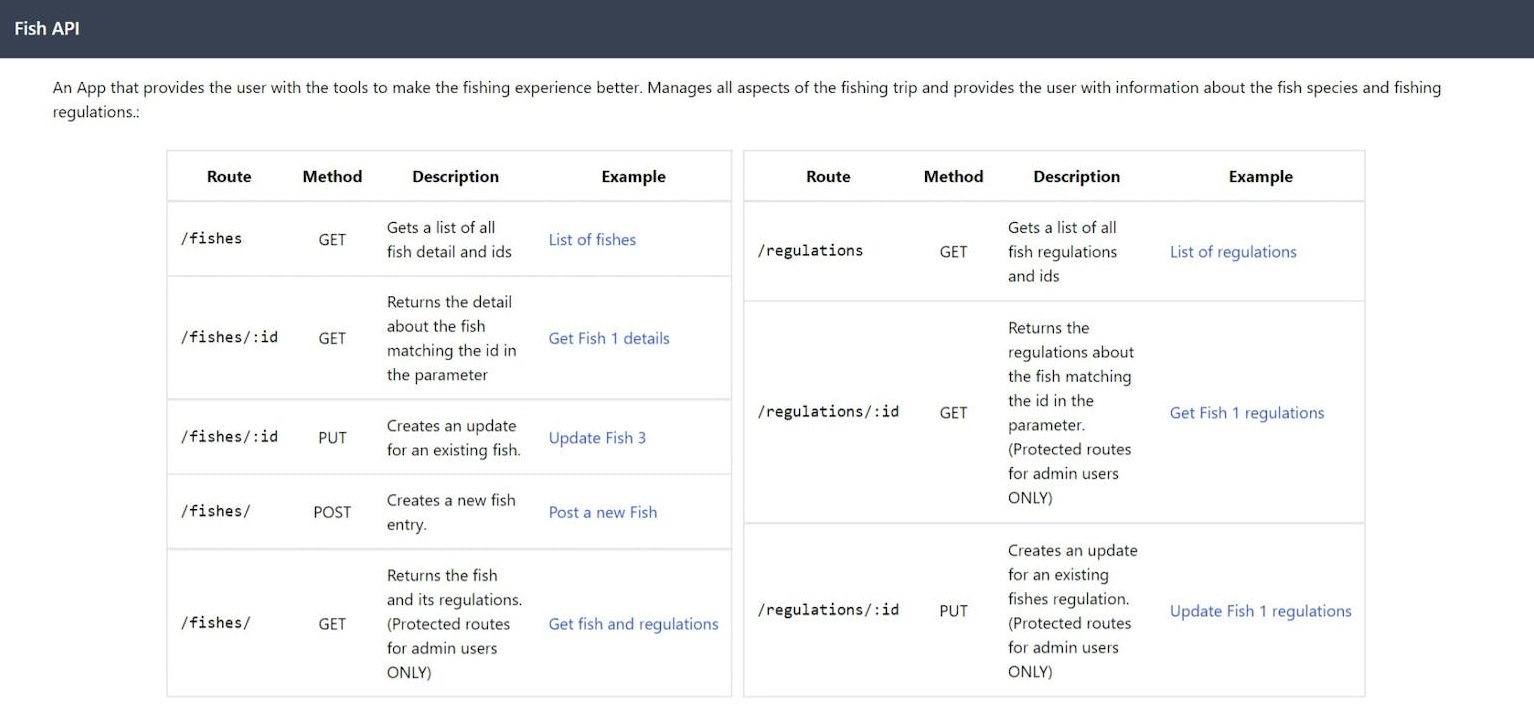 Fish API
An App that provides the user with the tools to make the fishing experience better. Manages all aspects of the fishing trip and provides the user with information about the fish species and fishing
regulations.:
Route Method Description Example
/fishes GET Gets a list of all
fish detail and ids List of fishes
/fishes/:id GET Returns the detail
about the fish
matching the id in
the parameter Get Fish 1 details
/fishes/:id PUT Creates an update
for an existing fish. Update Fish 3
/fishes/ POST Creates a new fish
entry. Post a new Fish
/fishes/ GET Returns the fish
and its regulations.
(Protected routes
for admin users
ONLY) Get fish and regulations
Route Method Description Example
/regulations GET Gets a list of all
fish regulations
and ids List of regulations
/regulations/:id GET Returns the
regulations about
the fish matching
the id in the
parameter.
(Protected routes
for admin users
ONLY) Get Fish 1 regulations
/regulations/:id PUT Creates an update
for an existing
fishes regulation.
(Protected routes
for admin users
ONLY) Update Fish 1 regulations